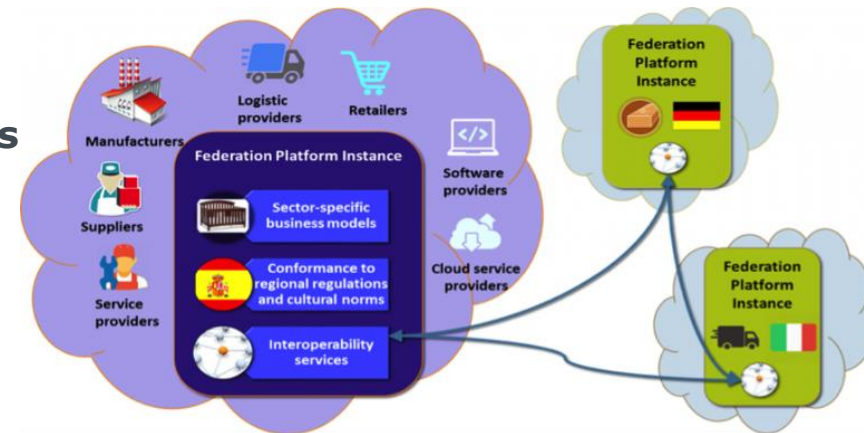 s
Manufacturers
Logistic
providers
Retailers
Suppliers
Service
providers
Federation Platform Instance
Sector-specific
business models
Conformance to
regional regulations
and cultural norms
Interoperability
services
</>
Software
providers
Cloud service
providers
Federation
Platform
Instance
Federation
Platform
Instance